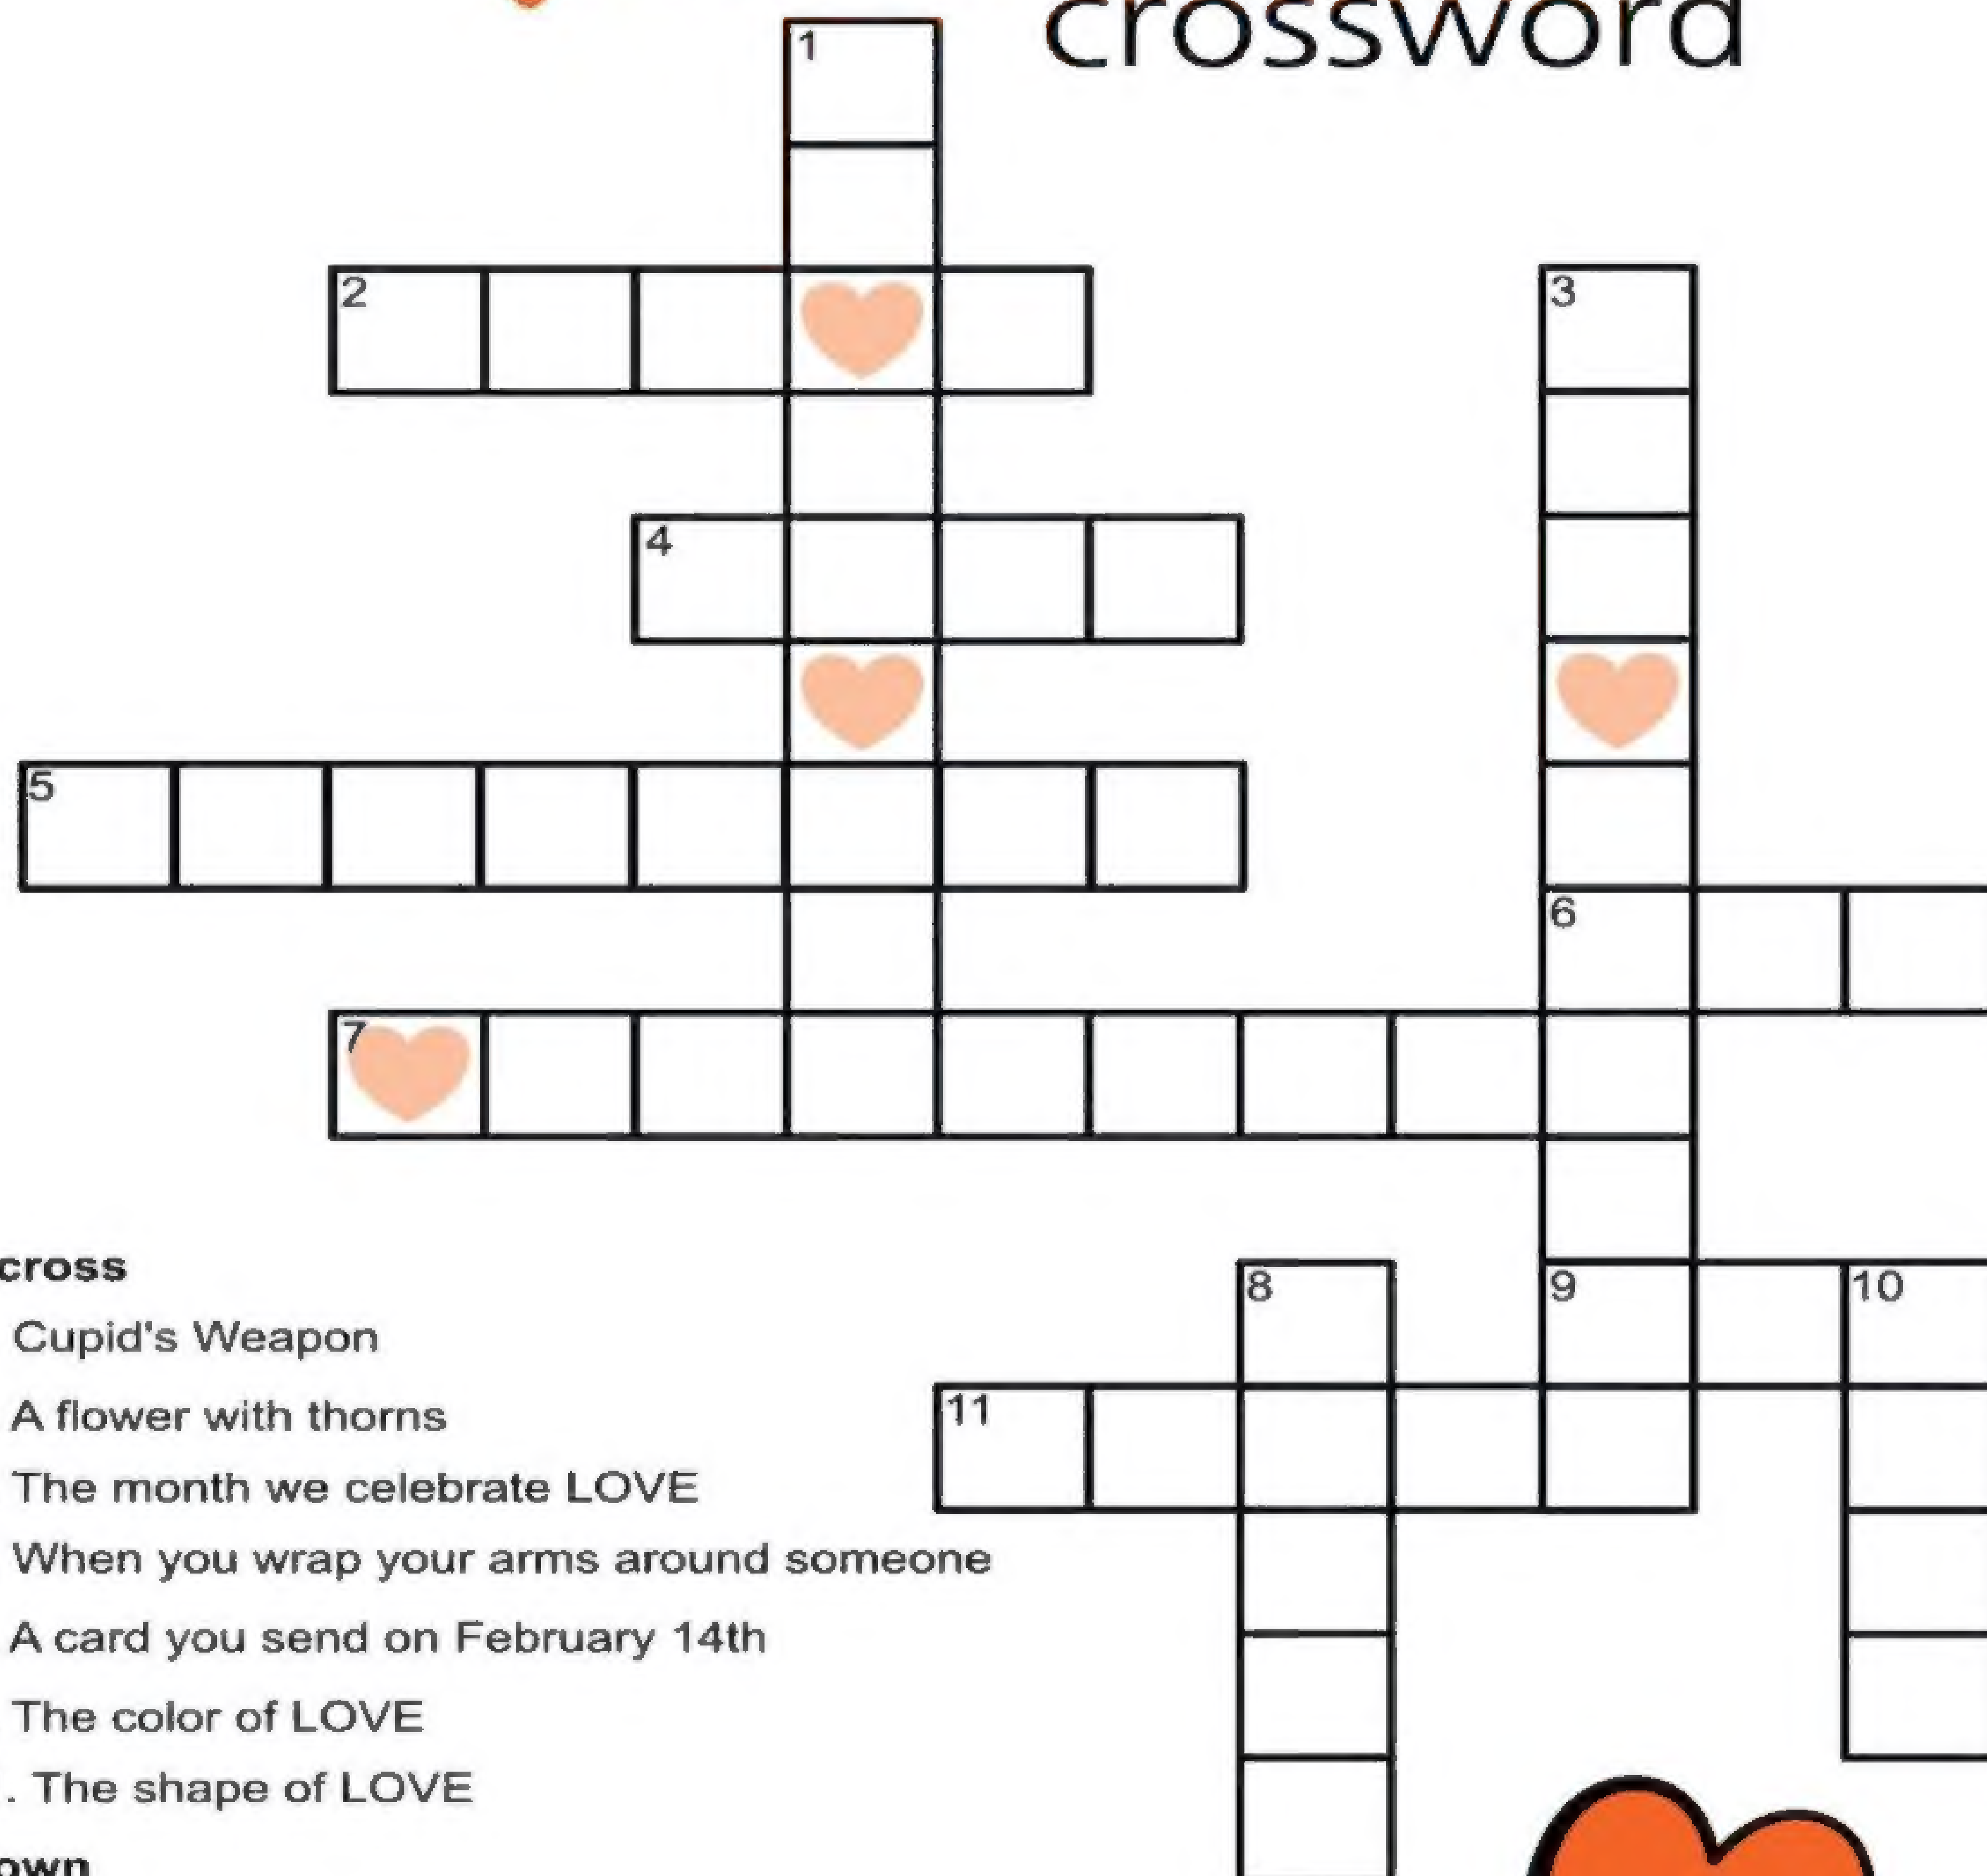 crossword
1
2
3
4
5
6
7
8
9
10
11
cross
Cupid's Weapon
A flower with thorns
The month we celebrate LOVE
When you wrap your arms around someone
A card you send on February 14th
The color of LOVE
. The shape of LOVE
own